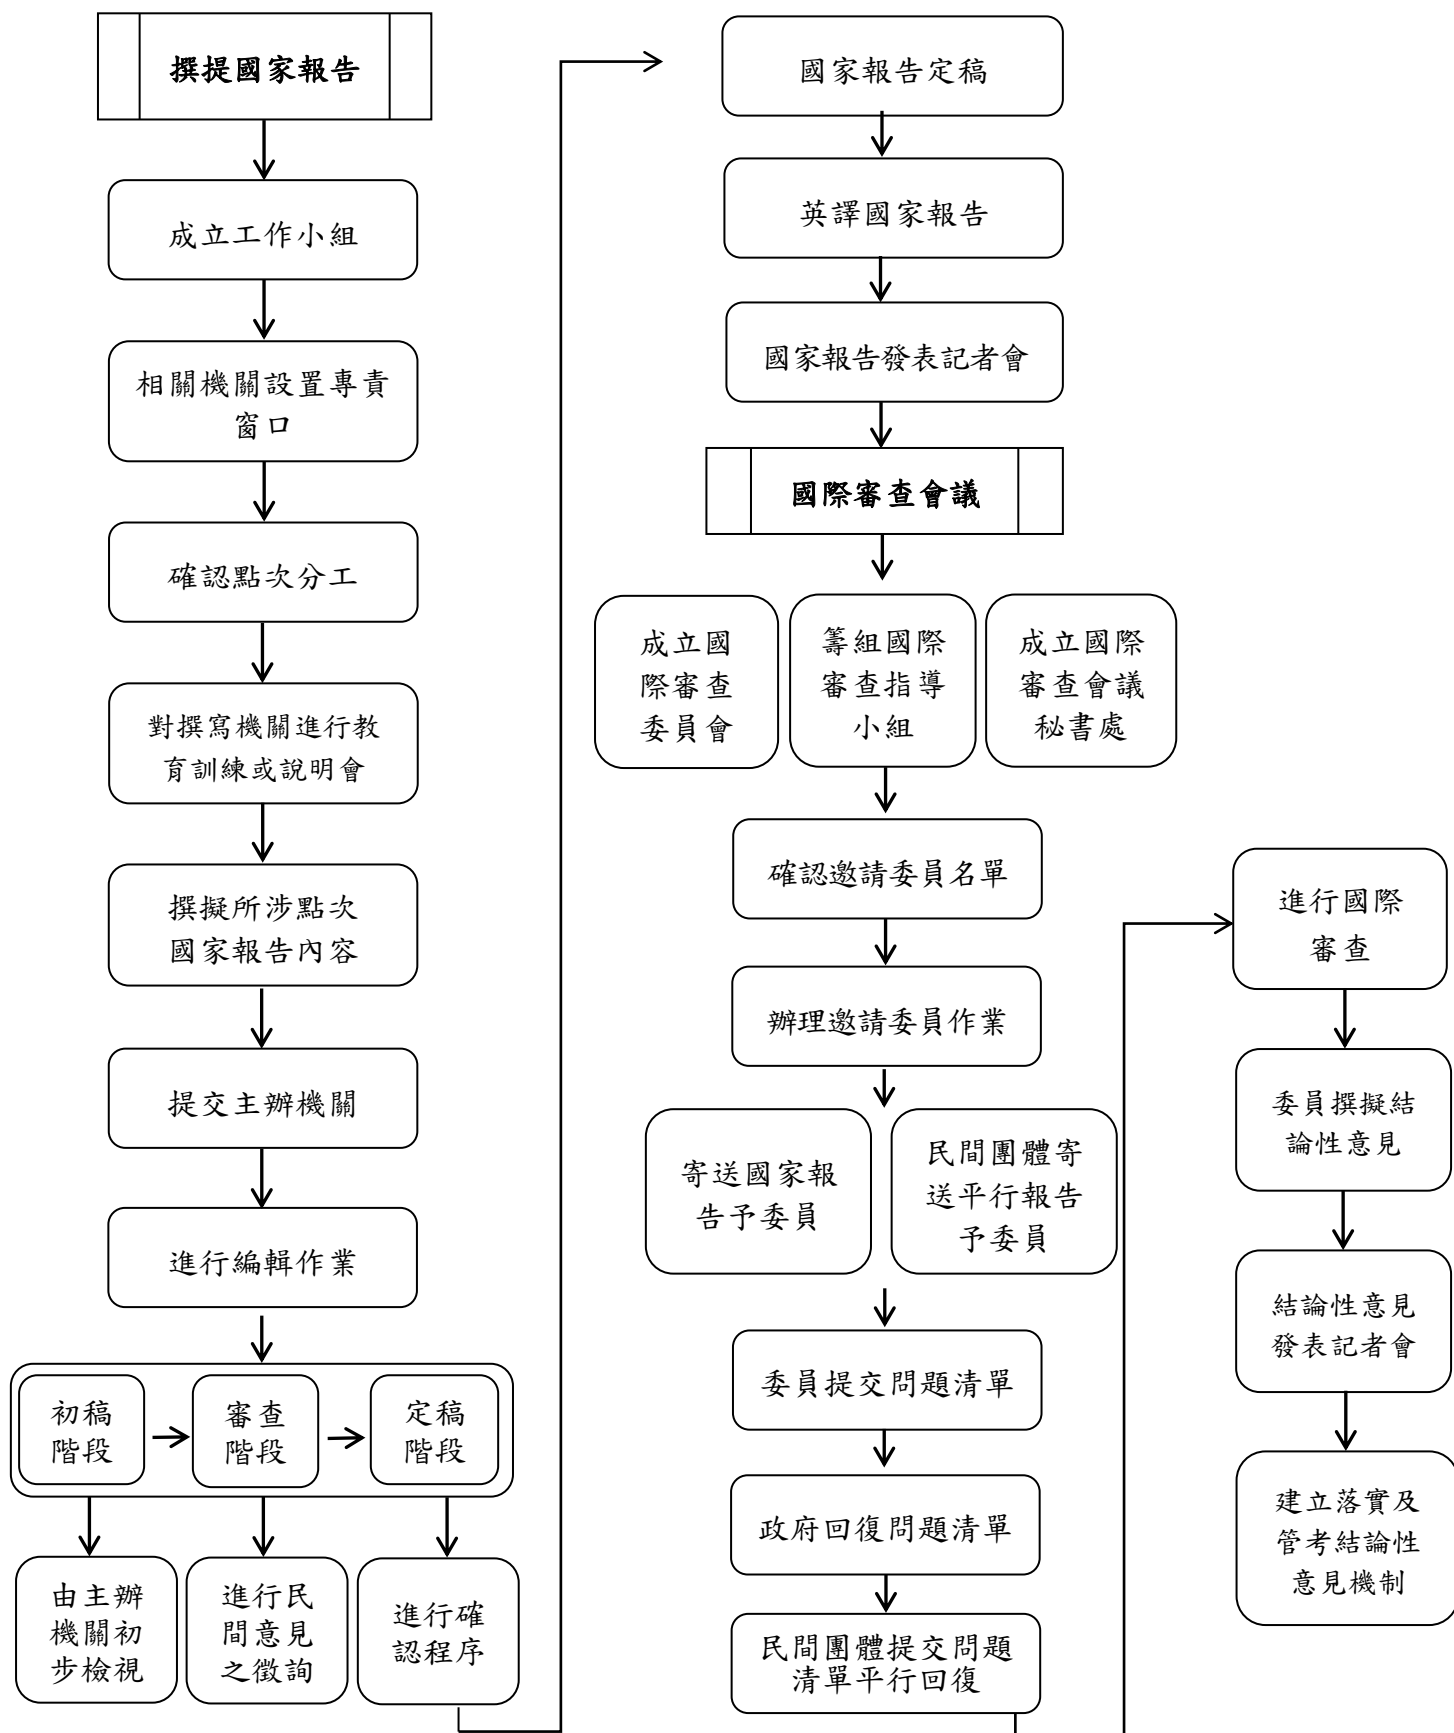 撰提國家報告
成立工作小組
相關機關設置專責
窗口
確認點次分工
對撰寫機關進行教
育訓練或說明會
撰擬所涉點次
國家報告內容
提交主辦機關
進行編輯作業
初稿
階段
審查
階段
定稿
階段
由主辦
機關初
步檢視
進行民
間意見
之徵詢
進行確
認程序
國家報告定稿
英譯國家報告
國家報告發表記者會
國際審查會議
成立國
際審查
委員會
籌組國際
審查指導
小組
成立國際
審查會議
秘書處
確認邀請委員名單
辦理邀請委員作業
寄送國家報
告予委員
民間團體寄
送平行報告
予委員
委員提交問題清單
政府回復問題清單
民間團體提交問題
清單平行回復
進行國際
審查
委員撰擬結
論性意見
結論性意見
發表記者會
建立落實及
管考結論性
意見機制